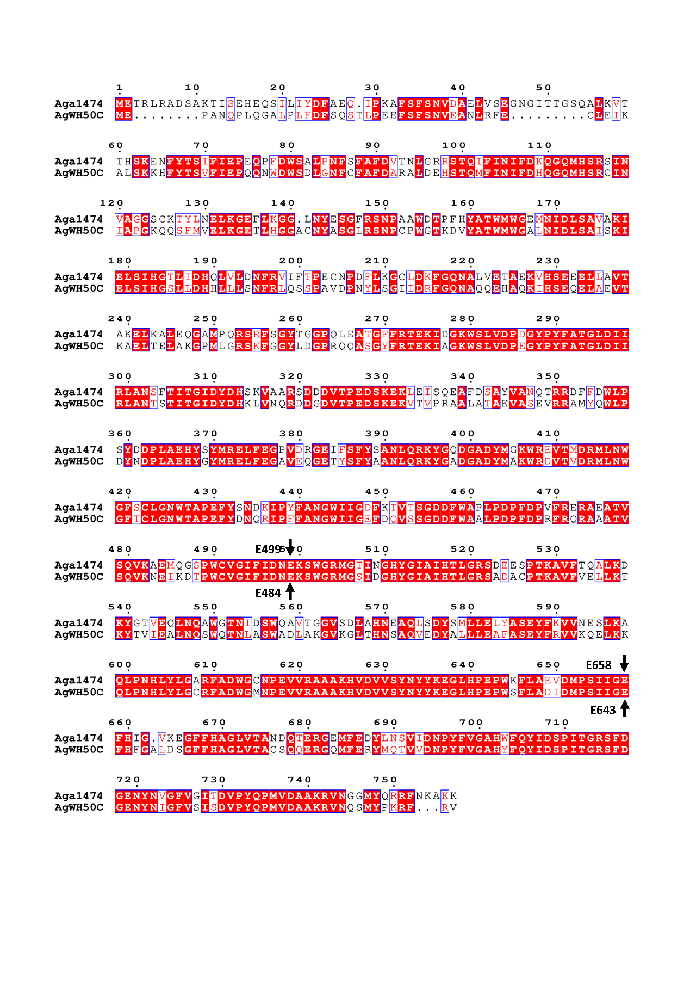 1 10 20 30 40 50
Aga1474 METRLRADSAKTISEHEQSILIYDFAEQ.IPKAFSFSNVDAELVSEGNGITTGSQALKVT
AgWH50C ME........PANQPLQGALPLFDFSQSTLPEEFSFSNVEANLRFE.........CLEIK
60 70 80 90 100 110
Aga1474 THSKENFYTSIFIEPEQPFDWSALPNFSFAFDVTNLGRRSTQIFINIFDKQGQMHSRSIN
AgWH50C ALSKKHFYTSVFIEPQQNWDWSDLGNFCFAFDARALDEHSTQMFINIFDHQGQMHSRCIN
120 130 140 150 160 170
Aga1474 VAGGSCKTYLNELKGEFLKGG.LNYESGFRSNPAAWDTPFHYATWMWGEMNIDLSAVAKI
AgWH50C IAPGKQQSFMVELKGETLHGGACNYASGLRSNPCPWGTKDVYATWMWGALNIDLSAISKI
180 190 200 210 220 230
Aga1474 ELSIHGTLIDHQLVLDNFRVIFTPECNPDFLKGCLDKFGQNALVETAEKVHSEEELLAVT
AgWH50C ELSIHGSLLDHHLLLSNFRLQSSPAVDPNYLSGIIDRFGQNAQQEHAQKIHSEQELAEVT
240 250 260 270 280 290
Aga1474 AKELKALEQGAMPQRSRFSGYTGGPQLEATGFFRTEKIDGKWSLVDPDGYPYFATGLDII
AgWH50C KAELTELAKGPMLGRSKFGGYLDGPRQQASGYFRTEKIAGKWSLVDPEGYPYFATGLDII
300 310 320 330 340 350
Aga1474 RLANSFTITGIDYDHSKVAARSDDDVTPEDSKEKLEISQEAFDSAYVANQTRRDFFDWLP
AgWH50C RLANTSTITGIDYDHKLVNQRDDGDVTPEDSKEKVTVPRAALATAKVASEVRRAMYQWLP
360 370 380 390 400 410
Aga1474 SYDDPLAEHYSYMRELFEGPVDRGEIFSFYSANLQRKYGQDGADYMGKWREVTMDRMLNW
AgWH50C DYNDPLAEHYGYMRELFEGAVEQGETYSFYAANLQRKYGADGADYMAKWRDVTVDRMLNW
420 430 440 450 460 470
Aga1474 GFSCLGNWTAPEFYSNDKIPYFANGWIIGDFKTVTSGDDFWAPLPDPFDPVFRERAEATV
AgWH50C GFTCLGNWTAPEFYDNQRIPFFANGWIIGEFDQVSSGDDFWAALPDPFDPRFRQRAAATV
480 490 E499 500 510 520 530
Aga1474 SQVKAEMQGSPWCVGIFIDNEKSWGRMGTINGHYGIAIHTLGRSDEESPTKAVFTQALKD
AgWH50C SQVKNEIKDTPWCVGIFIDNEKSWGRMGSIDGHYGIAIHTLGRSADACPTKAVFVELLKT
E484
540 550 560 570 580 590
Aga1474 KYGTVEQLNQAWGTNIDSWQAVTGGVSDLAHNEAQLSDYSMLLELYASEYFKVVNESLKA
AgWH50C KYTVIEALNQSWQTNLASWADLAKGVKGLTHNSAQVEDYALLLEAFASEYFRVVKQELKK
600 610 620 630 640 650 E658
Aga1474 QLPNHLYLGARFADWGCNPEVVRAAAKHVDVVSYNYYKEGLHPEPWKFLAEVDMPSIIGE
AgWH50C QLPNHLYLGCRFADWGMNPEVVRAAAKHVDVVSYNYYKEGLHPEPWSFLADIDMPSIIGE
E643
660 670 680 690 700 710
Aga1474 FHIG.VKEGFFHAGLVTANDQTERGEMFEDYLNSVIDNPYFVGAHWFQYIDSPITGRSFD
AgWH50C FHFGALDSGFFHAGLVTACSQQERGQMFERYMQTVVDNPYFVGAHYFQYIDSPITGRSFD
720 730 740 750
Aga1474 GENYNVGFVGITDVPYQPMVDAAKRVNGGMYQRRFNKAKK
AgWH50C GENYNIGFVSISDVPYQPMVDAAKRVNQSMYPKRF...RV